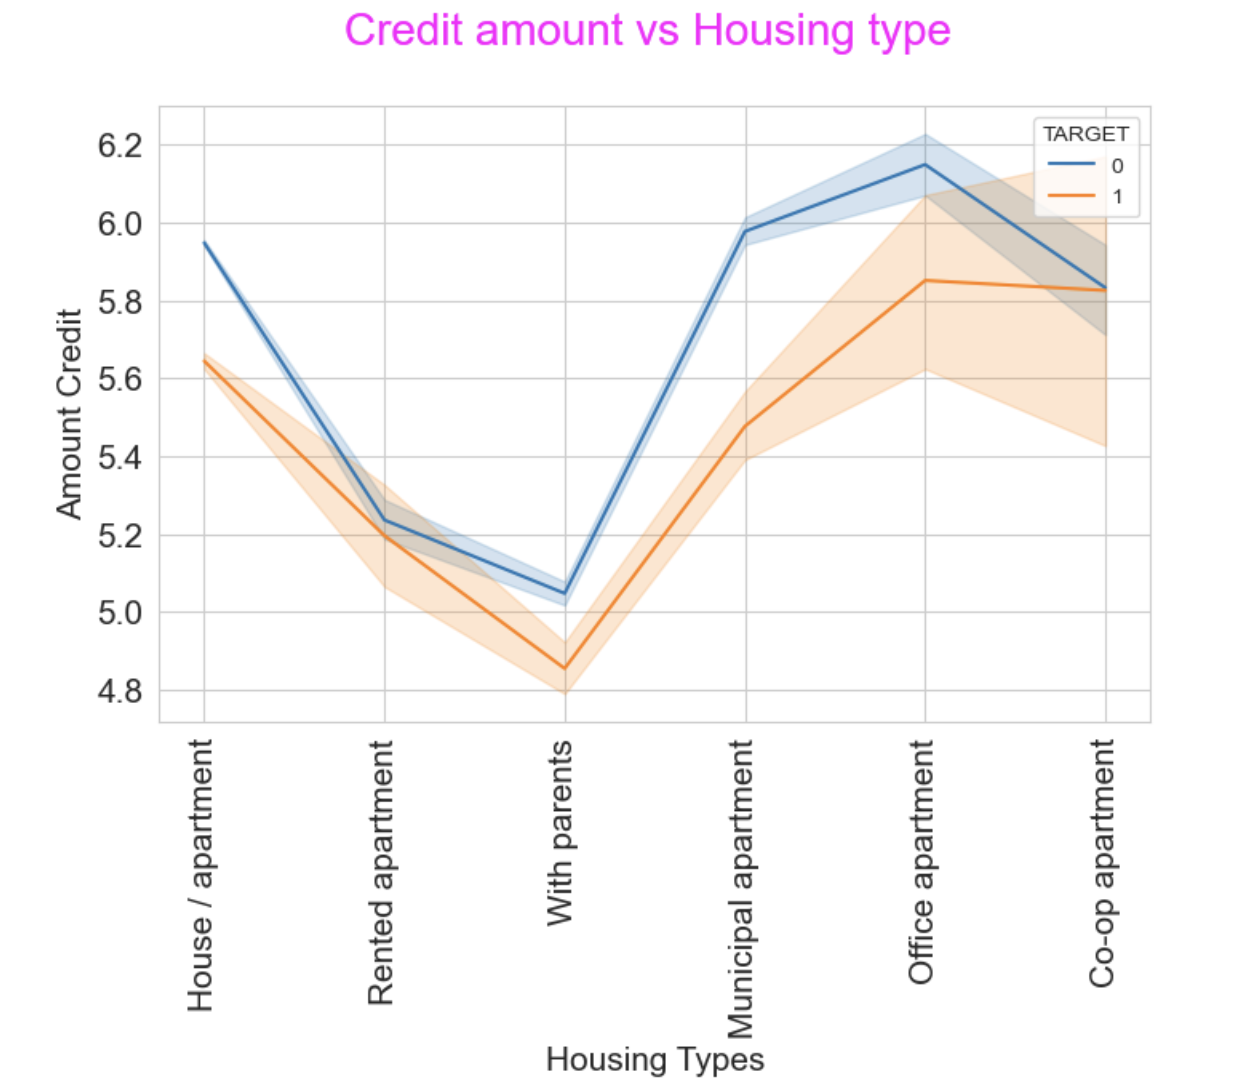 Credit amount vs Housing type
TARGET
0
1
6.2
6.0
5.8
5.6
5.4
5.2
5.0
4.8
Amount Credit
House / apartment
Rented apartment
With parents
Municipal apartment
Office apartment
Co-op apartment
Housing Types